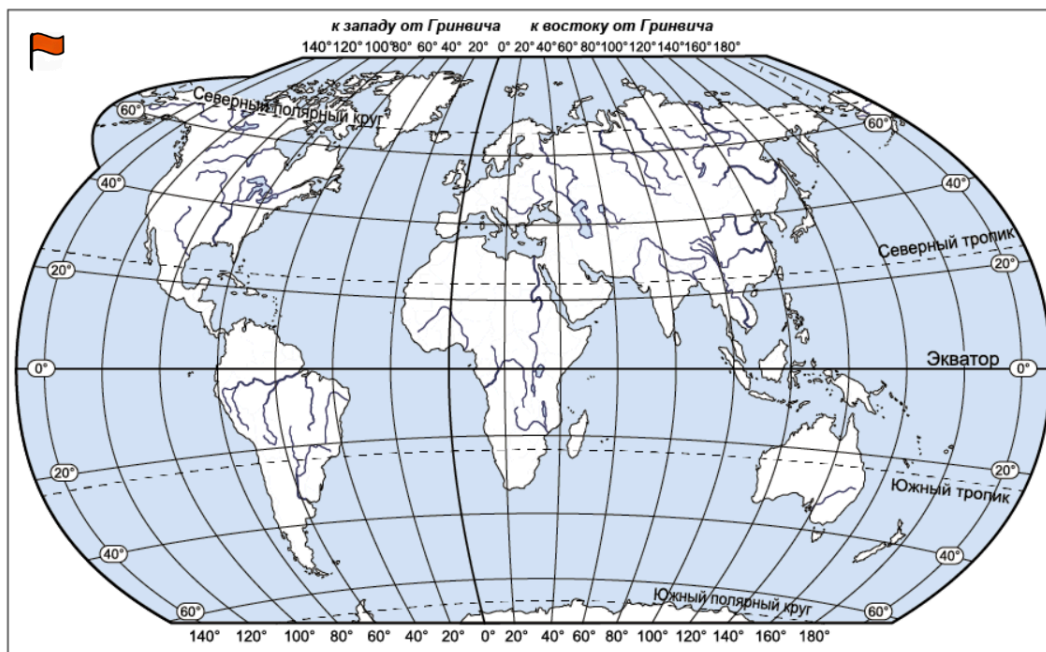 к западу от Гринвича к востоку от Гринвича
140° 120° 100° 80° 60° 40° 20° 0° 20° 40° 60° 80° 100° 120° 140° 160° 180°
Северный полярный круг
60° 60°
40° 40°
Северный тропик
20° 20°
Экватор
0° 0°
20° 20°
Южный тропик
40° 40°
Южный полярный круг
60° 60°
140° 120° 100° 80° 60° 40° 20° 0° 20° 40° 60° 80° 100° 120° 140° 160° 180°